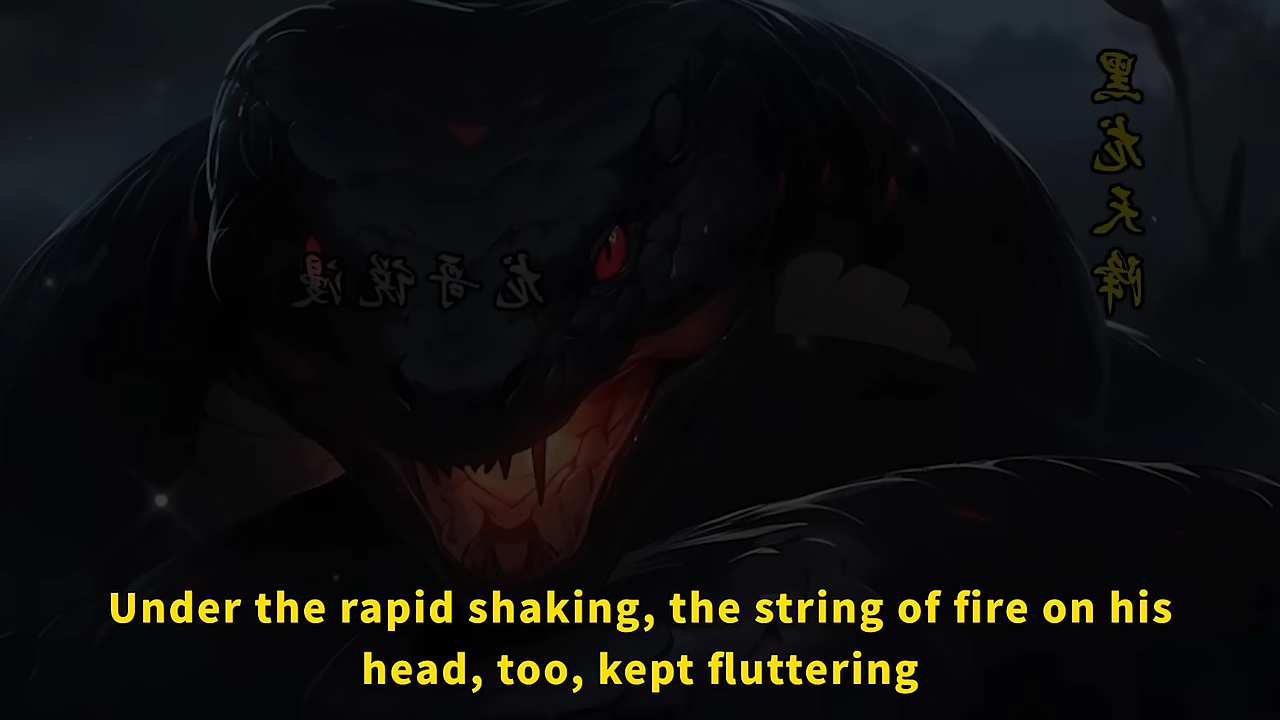 黑龙天降
龙哥说漫
Under the rapid shaking, the string of fire on his
head, too, kept fluttering